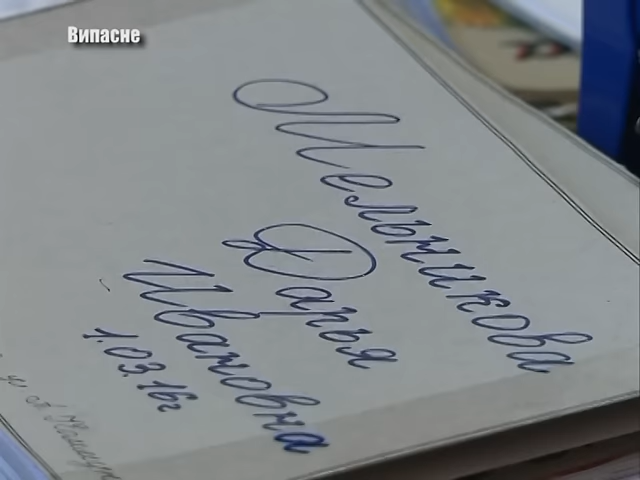 Випасне
Мельникова
Дарья
Ивановна
1.03.16г